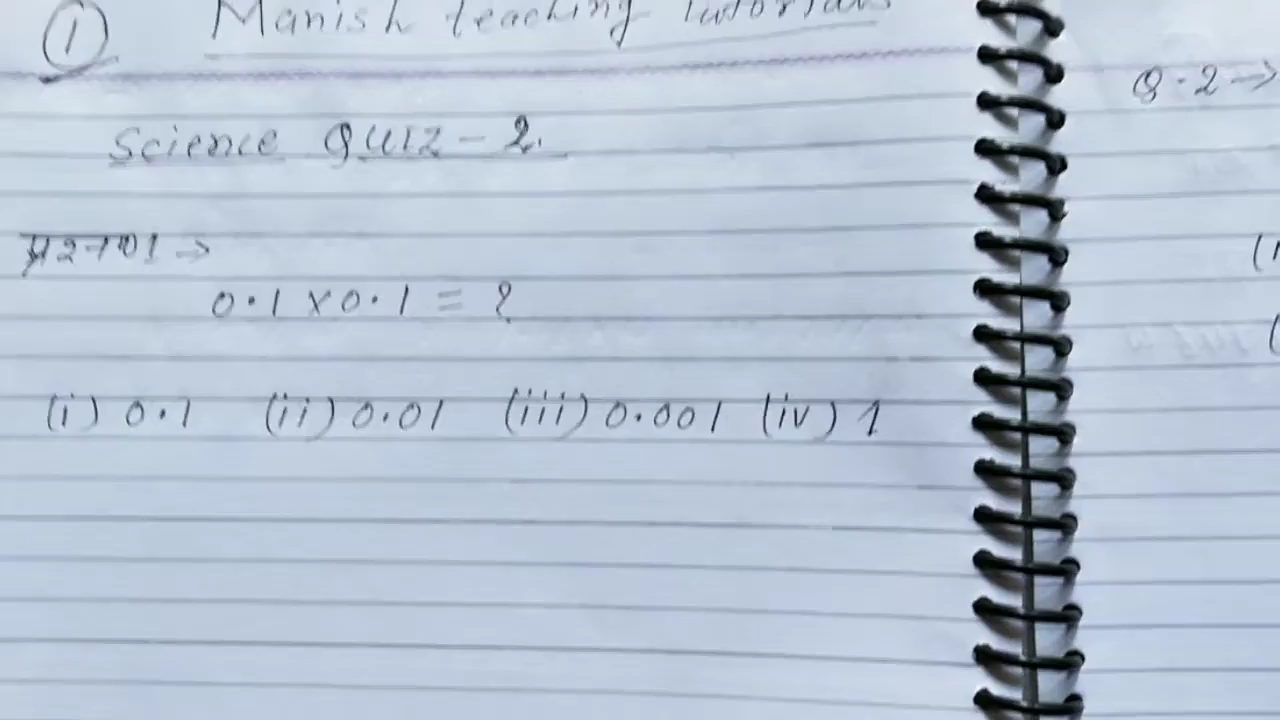 (1) Manish teaching tutorials
Science QUIZ - 2.
प्रश्न01 →
0.1 x 0.1 = ?
(i) 0.1 (ii) 0.01 (iii) 0.001 (iv) 1
Q.2 →